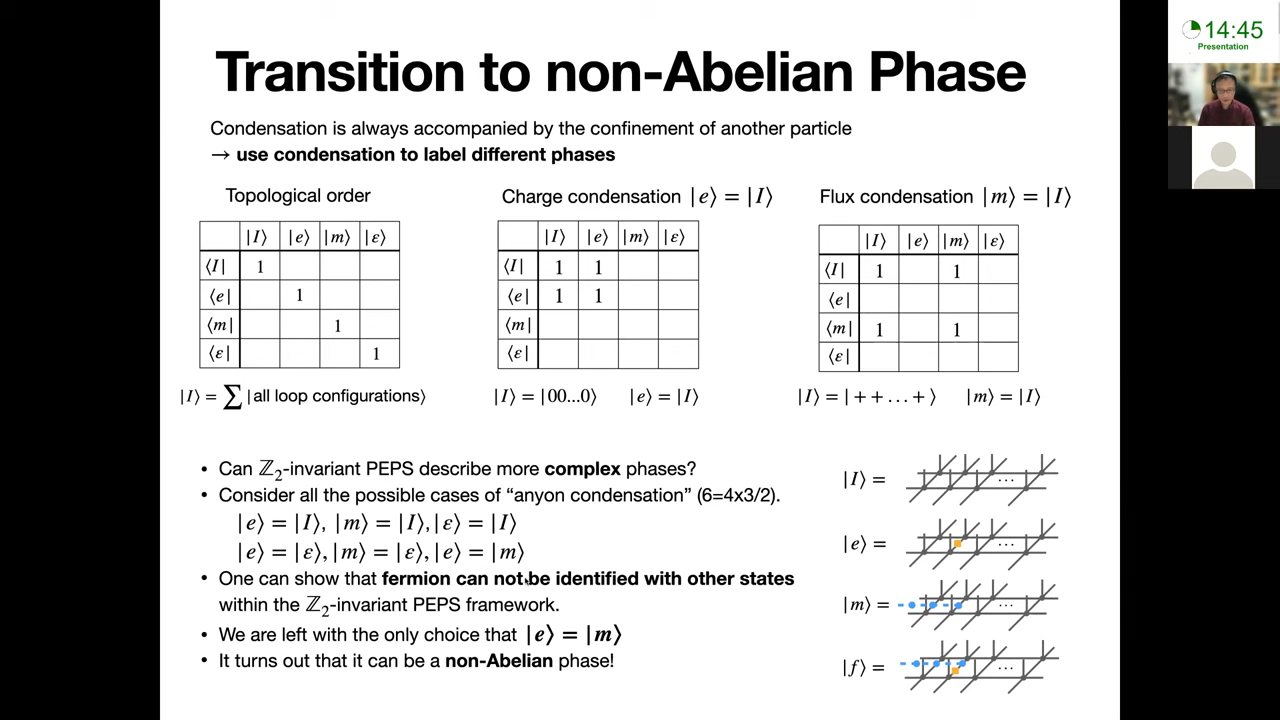 Transition to non-Abelian Phase
14:45
Presentation
Condensation is always accompanied by the confinement of another particle
→ use condensation to label different phases
Topological order
|I⟩ |e⟩ |m⟩ |ε⟩
⟨I| 1
⟨e| 1
⟨m| 1
⟨ε| 1
|I⟩ = ∑ |all loop configurations⟩
Charge condensation |e⟩ = |I⟩
|I⟩ |e⟩ |m⟩ |ε⟩
⟨I| 1 1
⟨e| 1 1
⟨m|
⟨ε|
|I⟩ = |00...0⟩ |e⟩ = |I⟩
Flux condensation |m⟩ = |I⟩
|I⟩ |e⟩ |m⟩ |ε⟩
⟨I| 1 1
⟨e|
⟨m| 1 1
⟨ε|
|I⟩ = | + + ... + ⟩ |m⟩ = |I⟩
• Can ℤ₂-invariant PEPS describe more complex phases?
• Consider all the possible cases of “anyon condensation” (6=4x3/2).
|e⟩ = |I⟩, |m⟩ = |I⟩, |ε⟩ = |I⟩
|e⟩ = |ε⟩, |m⟩ = |ε⟩, |e⟩ = |m⟩
• One can show that fermion can not be identified with other states
within the ℤ₂-invariant PEPS framework.
• We are left with the only choice that |e⟩ = |m⟩
• It turns out that it can be a non-Abelian phase!
|I⟩ = ...
|e⟩ = ...
|m⟩ = ...
|f⟩ = ...